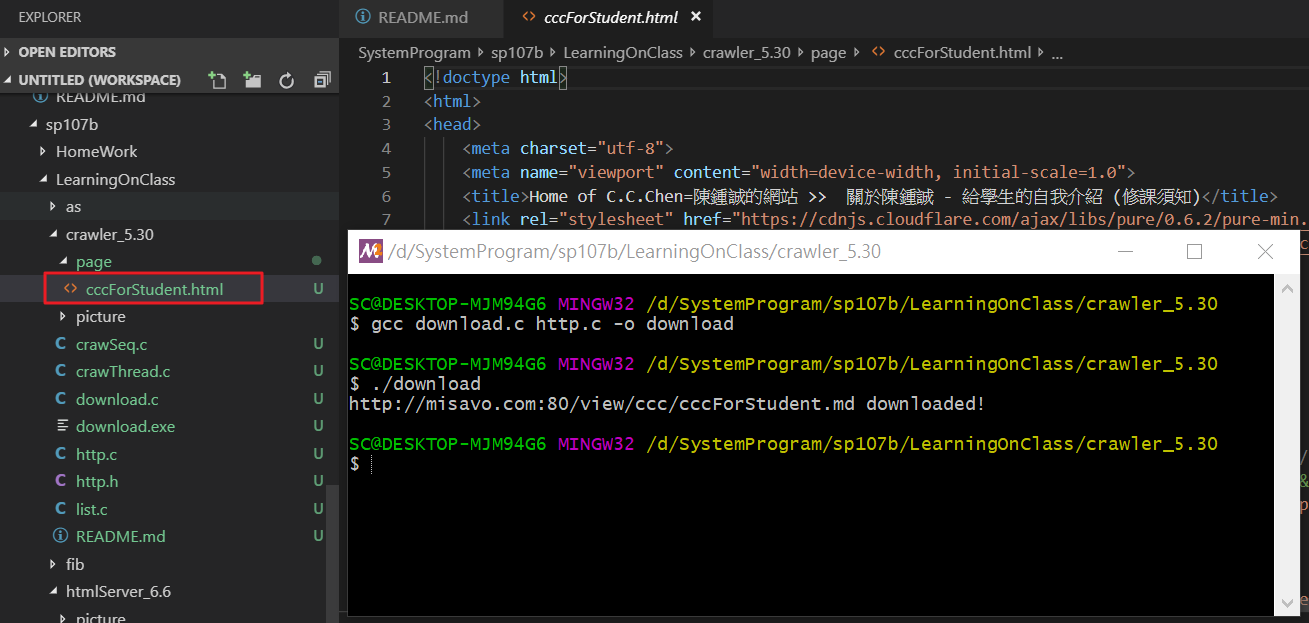 EXPLORER
OPEN EDITORS
UNTITLED (WORKSPACE)
README.md
sp107b
HomeWork
LearningOnClass
as
crawler_5.30
page
cccForStudent.html U
picture
C crawSeq.c U
C crawThread.c U
C download.c U
download.exe U
C http.c U
C http.h U
C list.c U
README.md U
fib
htmlServer_6.6
picture
README.md
<> cccForStudent.html ×
SystemProgram › sp107b › LearningOnClass › crawler_5.30 › page › <> cccForStudent.html › ...
1 <!doctype html>
2 <html>
3 <head>
4 <meta charset="utf-8">
5 <meta name="viewport" content="width=device-width, initial-scale=1.0">
6 <title>Home of C.C.Chen=陳鍾誠的網站 >> 關於陳鍾誠 - 給學生的自我介紹 (修課須知)</title>
7 <link rel="stylesheet" href="https://cdnjs.cloudflare.com/ajax/libs/pure/0.6.2/pure-min.
/d/SystemProgram/sp107b/LearningOnClass/crawler_5.30
SC@DESKTOP-MJM94G6 MINGW32 /d/SystemProgram/sp107b/LearningOnClass/crawler_5.30
$ gcc download.c http.c -o download
SC@DESKTOP-MJM94G6 MINGW32 /d/SystemProgram/sp107b/LearningOnClass/crawler_5.30
$ ./download
http://misavo.com:80/view/ccc/cccForStudent.md downloaded!
SC@DESKTOP-MJM94G6 MINGW32 /d/SystemProgram/sp107b/LearningOnClass/crawler_5.30
$